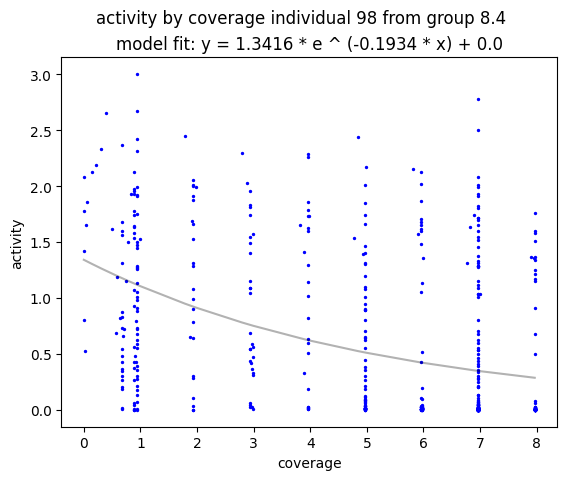 activity by coverage individual 98 from group 8.4
model fit: y = 1.3416 * e ^ (-0.1934 * x) + 0.0
3.0
2.5
2.0
1.5
1.0
0.5
0.0
activity
0 1 2 3 4 5 6 7 8
coverage